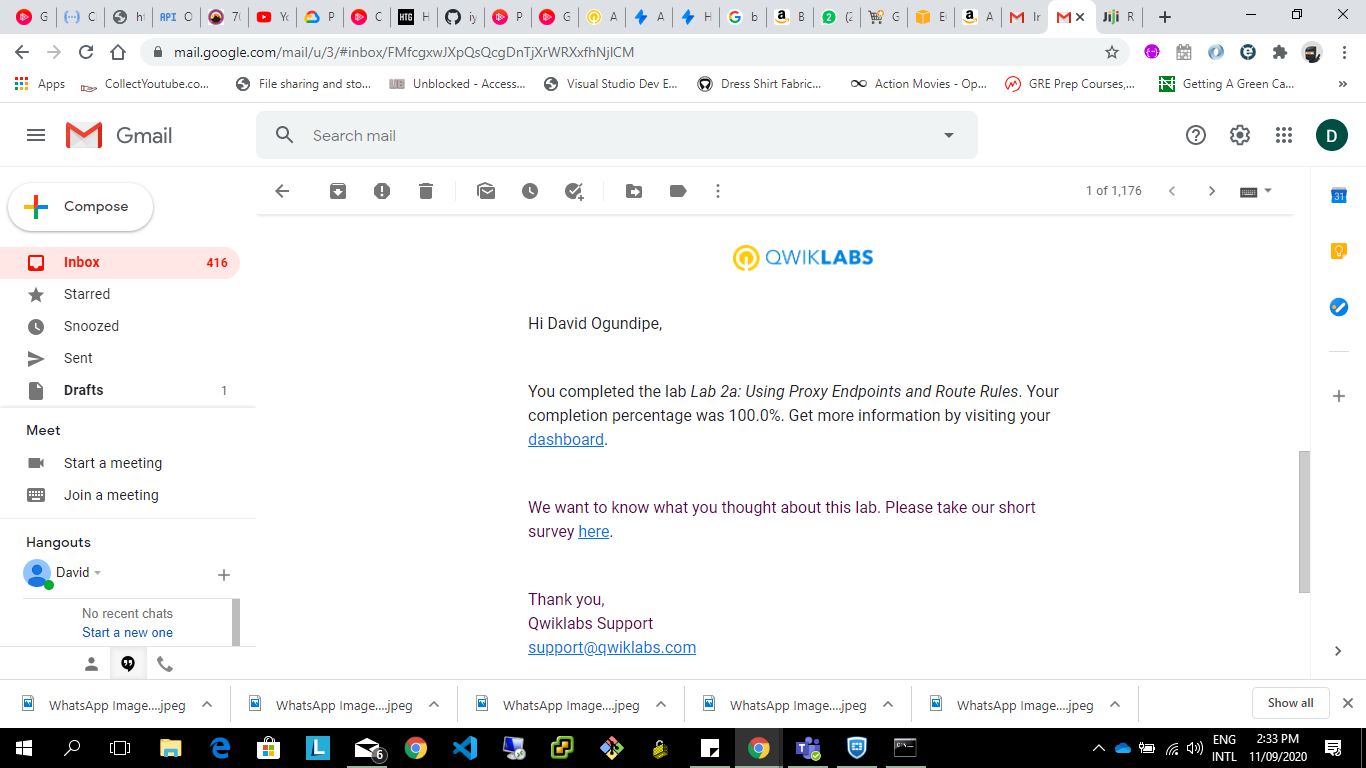 G
ht
API O
70
Yo
P
C
HTG H
iy
P
G
A
A
H
G b
a B
2 (2
G
E
a A
Ir
Jiji R
mail.google.com/mail/u/3/#inbox/FMfcgxwJXpQsQcgDnTjXrWRXxfhNjlCM
Apps
CollectYoutube.co...
File sharing and sto...
UB Unblocked - Access...
Visual Studio Dev E...
Dress Shirt Fabric...
Action Movies - Op...
GRE Prep Courses,...
Getting A Green Ca...
»
Gmail
Search mail
D
Compose
1 of 1,176
31
Inbox 416
Starred
Snoozed
Sent
Drafts 1
Meet
Start a meeting
Join a meeting
Hangouts
David
No recent chats
Start a new one
QWIKLABS
Hi David Ogundipe,
You completed the lab Lab 2a: Using Proxy Endpoints and Route Rules. Your
completion percentage was 100.0%. Get more information by visiting your
dashboard.
We want to know what you thought about this lab. Please take our short
survey here.
Thank you,
Qwiklabs Support
support@qwiklabs.com
WhatsApp Image....jpeg
WhatsApp Image....jpeg
WhatsApp Image....jpeg
WhatsApp Image....jpeg
WhatsApp Image....jpeg
Show all
L
6
ENG
INTL
2:33 PM
11/09/2020